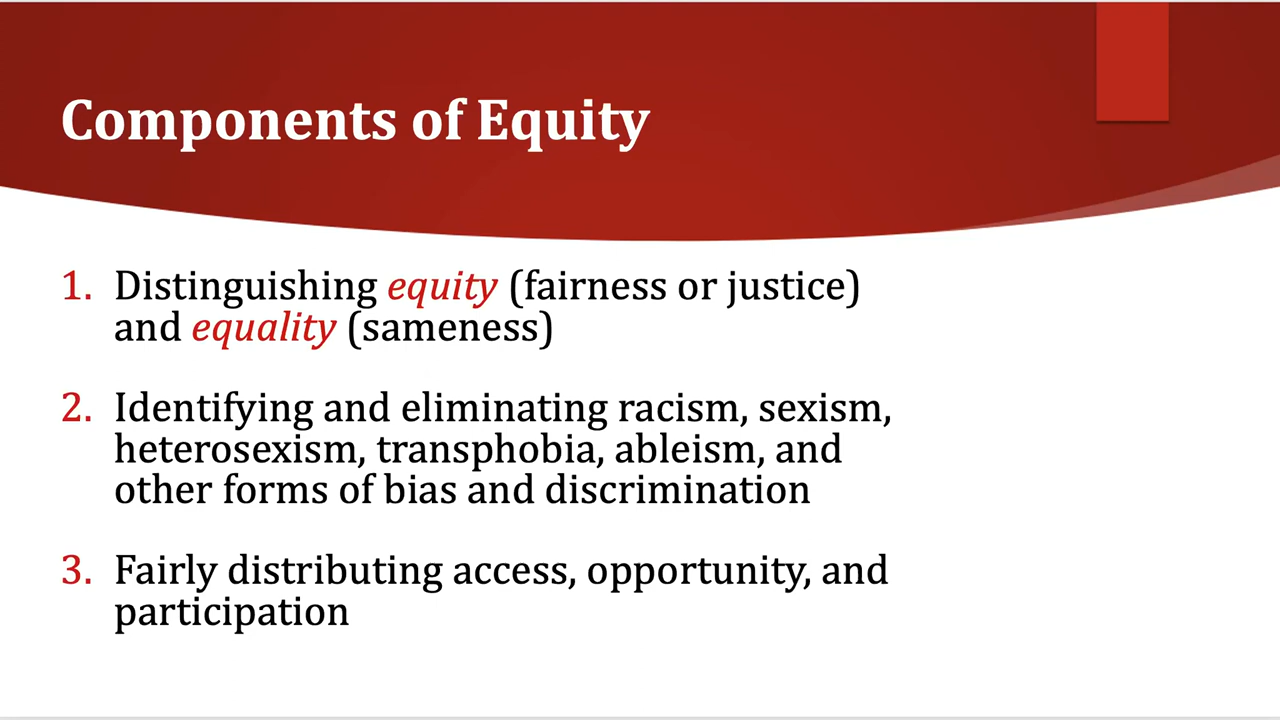 Components of Equity
1. Distinguishing equity (fairness or justice)
and equality (sameness)
2. Identifying and eliminating racism, sexism,
heterosexism, transphobia, ableism, and
other forms of bias and discrimination
3. Fairly distributing access, opportunity, and
participation